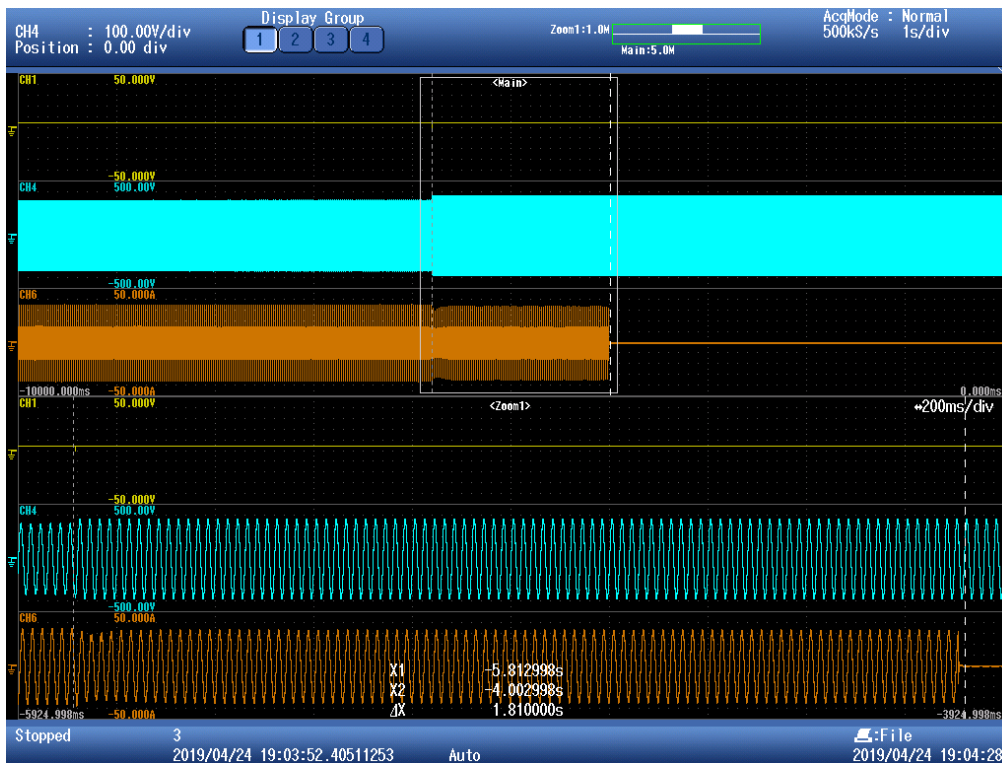 CH4 : 100.00V/div
Position : 0.00 div
Display Group
1 2 3 4
Zoom1:1.0M
Main:5.0M
AcqMode : Normal
500kS/s 1s/div
CH1 50.000V
<Main>
-50.000V
CH4 500.00V
-500.00V
CH6 50.000A
-10000.000ms -50.000A 0.000ms
CH1 50.000V
<Zoom1>
⇔200ms/div
-50.000V
CH4 500.00V
-500.00V
CH6 50.000A
X1 -5.812998s
X2 -4.002998s
ΔX 1.810000s
-5924.998ms -50.000A -3924.998ms
Stopped 3
2019/04/24 19:03:52.40511253 Auto
:File
2019/04/24 19:04:28